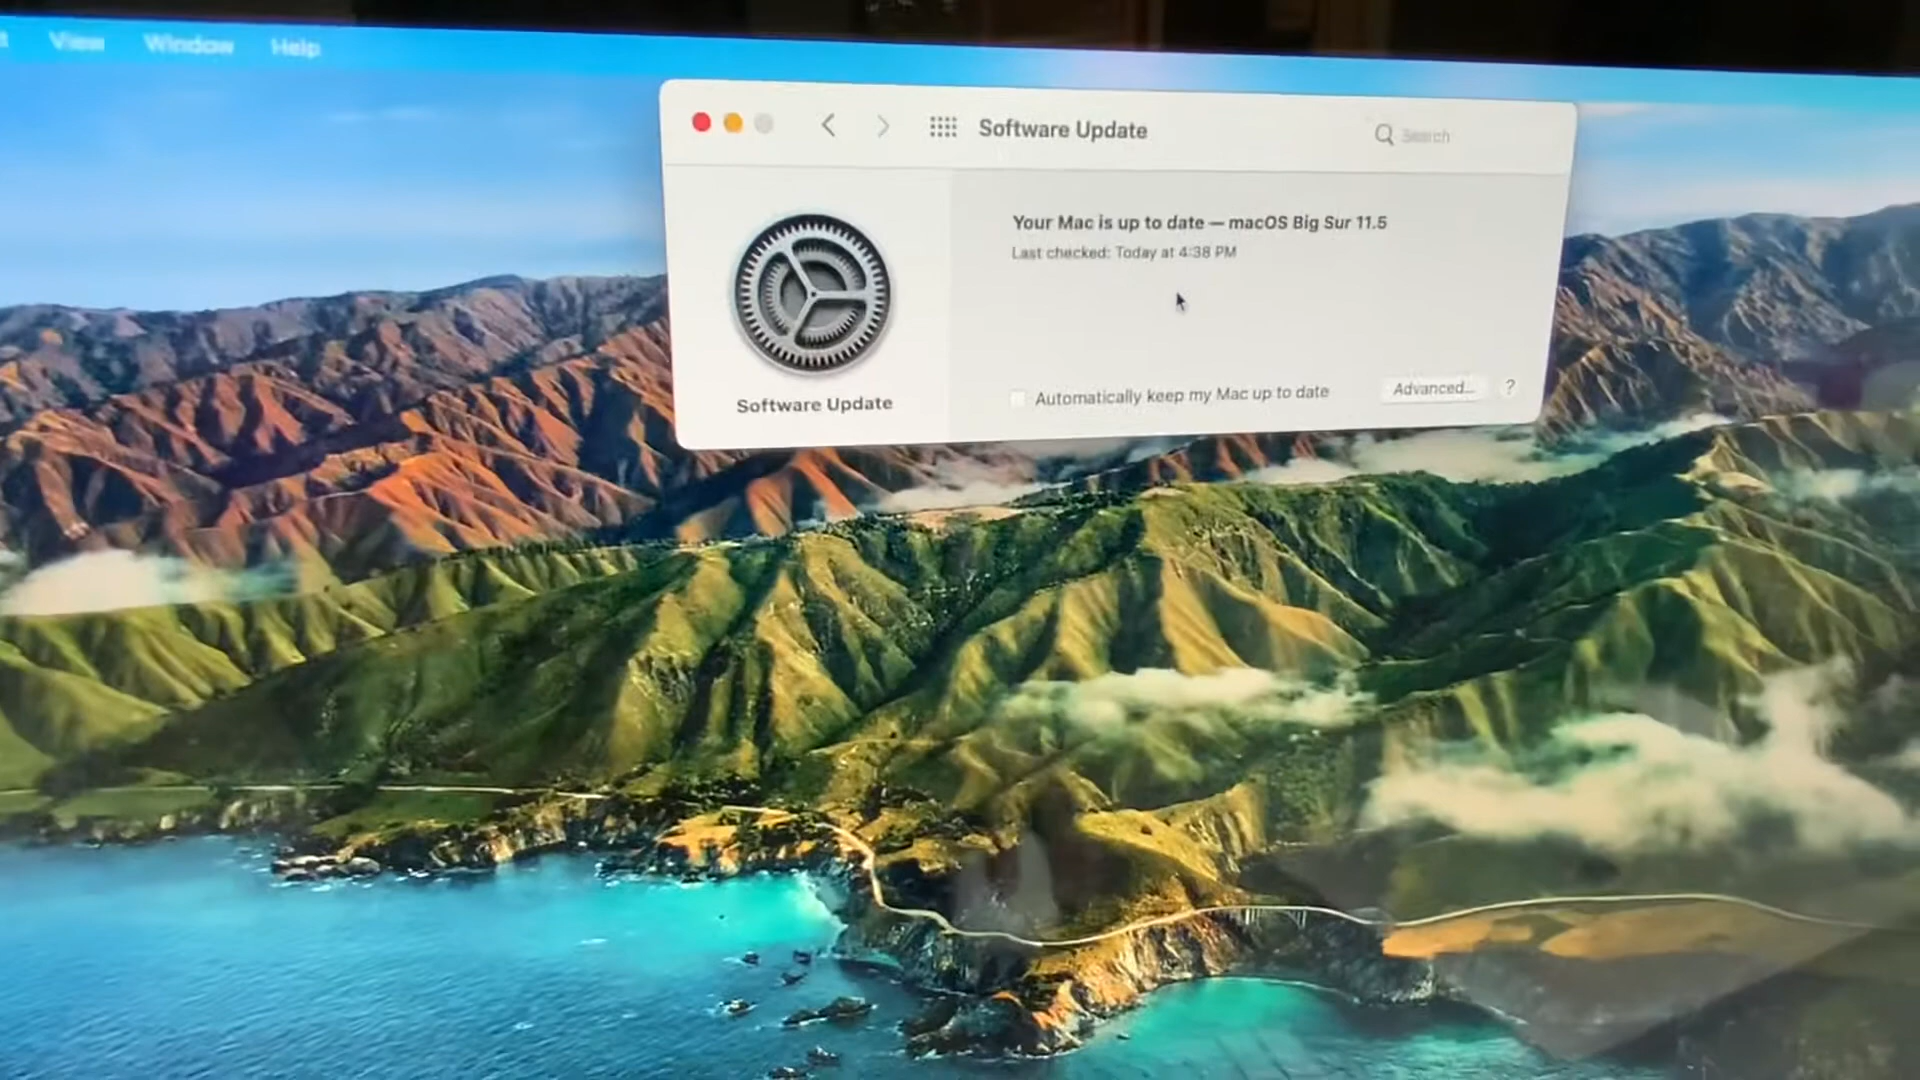 View Window Help
Software Update
Search
Your Mac is up to date — macOS Big Sur 11.5
Last checked: Today at 4:38 PM
Software Update
Automatically keep my Mac up to date
Advanced...
?